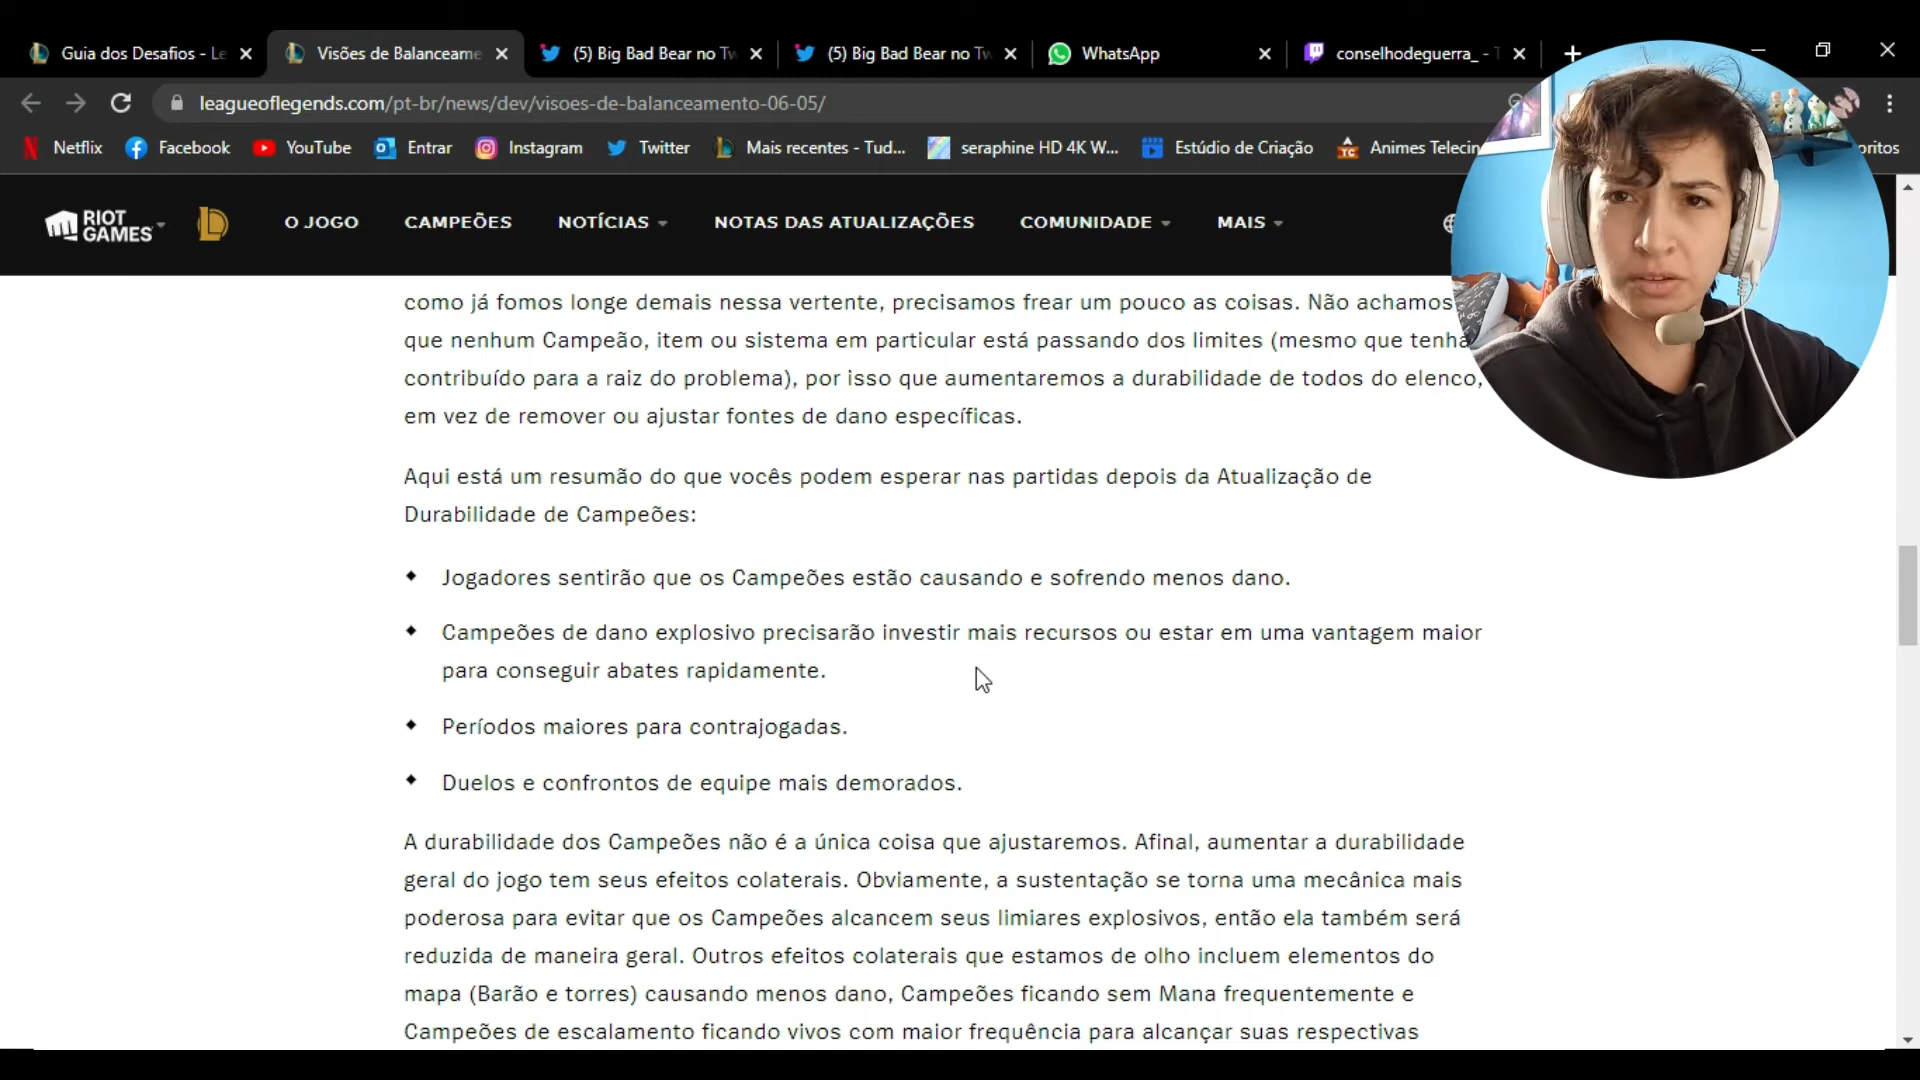 Guia dos Desafios - Le
Visões de Balanceame
(5) Big Bad Bear no Tw
(5) Big Bad Bear no Tw
WhatsApp
conselhodeguerra_ - T
leagueoflegends.com/pt-br/news/dev/visoes-de-balanceamento-06-05/
Netflix
Facebook
YouTube
Entrar
Instagram
Twitter
Mais recentes - Tud...
seraphine HD 4K W...
Estúdio de Criação
Animes Telecin
oritos
RIOT GAMES
O JOGO
CAMPEÕES
NOTÍCIAS
NOTAS DAS ATUALIZAÇÕES
COMUNIDADE
MAIS
como já fomos longe demais nessa vertente, precisamos frear um pouco as coisas. Não achamos
que nenhum Campeão, item ou sistema em particular está passando dos limites (mesmo que tenha
contribuído para a raiz do problema), por isso que aumentaremos a durabilidade de todos do elenco,
em vez de remover ou ajustar fontes de dano específicas.
Aqui está um resumão do que vocês podem esperar nas partidas depois da Atualização de
Durabilidade de Campeões:
Jogadores sentirão que os Campeões estão causando e sofrendo menos dano.
Campeões de dano explosivo precisarão investir mais recursos ou estar em uma vantagem maior
para conseguir abates rapidamente.
Períodos maiores para contrajogadas.
Duelos e confrontos de equipe mais demorados.
A durabilidade dos Campeões não é a única coisa que ajustaremos. Afinal, aumentar a durabilidade
geral do jogo tem seus efeitos colaterais. Obviamente, a sustentação se torna uma mecânica mais
poderosa para evitar que os Campeões alcancem seus limiares explosivos, então ela também será
reduzida de maneira geral. Outros efeitos colaterais que estamos de olho incluem elementos do
mapa (Barão e torres) causando menos dano, Campeões ficando sem Mana frequentemente e
Campeões de escalamento ficando vivos com maior frequência para alcançar suas respectivas